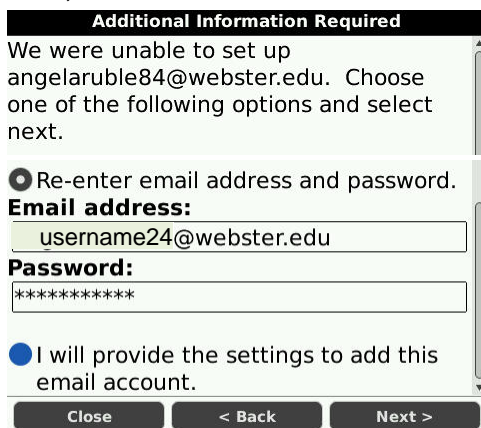 Additional Information Required
We were unable to set up
angelaruble84@webster.edu.  Choose
one of the following options and select
next.
Re-enter email address and password.
Email address:
username24@webster.edu
Password:
***********
I will provide the settings to add this
email account.
Close
< Back
Next >